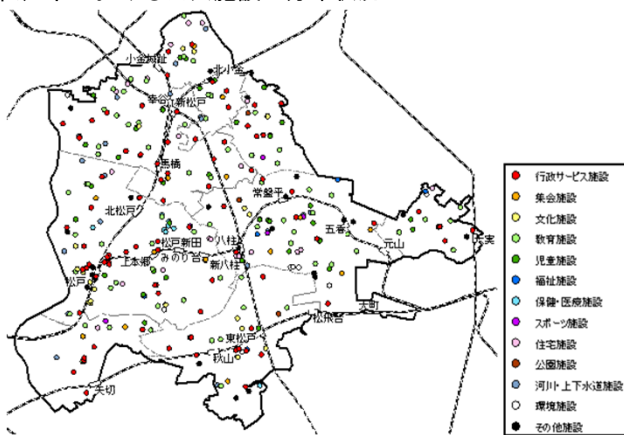 小金城趾
北小金
幸谷
新松戸
馬橋
常盤平
北松戸
五香
元山
大実
松戸新田
八柱
上本郷
みのり台
新八柱
松戸
大町
松飛台
東松戸
秋山
矢切
行政サービス施設
集会施設
文化施設
教育施設
児童施設
福祉施設
保健・医療施設
スポーツ施設
住宅施設
公園施設
河川・上下水道施設
環境施設
その他施設